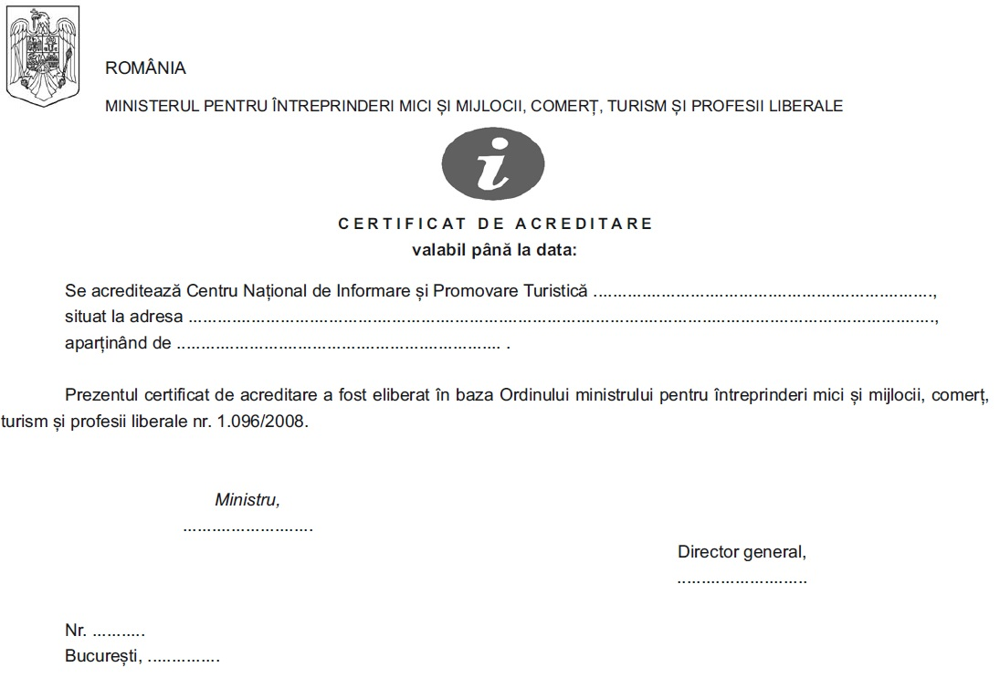 ROMÂNIA
MINISTERUL PENTRU ÎNTREPRINDERI MICI ȘI MIJLOCII, COMERȚ, TURISM ȘI PROFESII LIBERALE
i
CERTIFICAT DE ACREDITARE
valabil până la data:
Se acreditează Centru Național de Informare și Promovare Turistică ......................................................................,
situat la adresa ..........................................................................................................................................................,
aparținând de ................................................................... .
Prezentul certificat de acreditare a fost eliberat în baza Ordinului ministrului pentru întreprinderi mici și mijlocii, comerț,
turism și profesii liberale nr. 1.096/2008.
Ministru,
...........................
Director general,
...........................
Nr. ...........
București, ...............